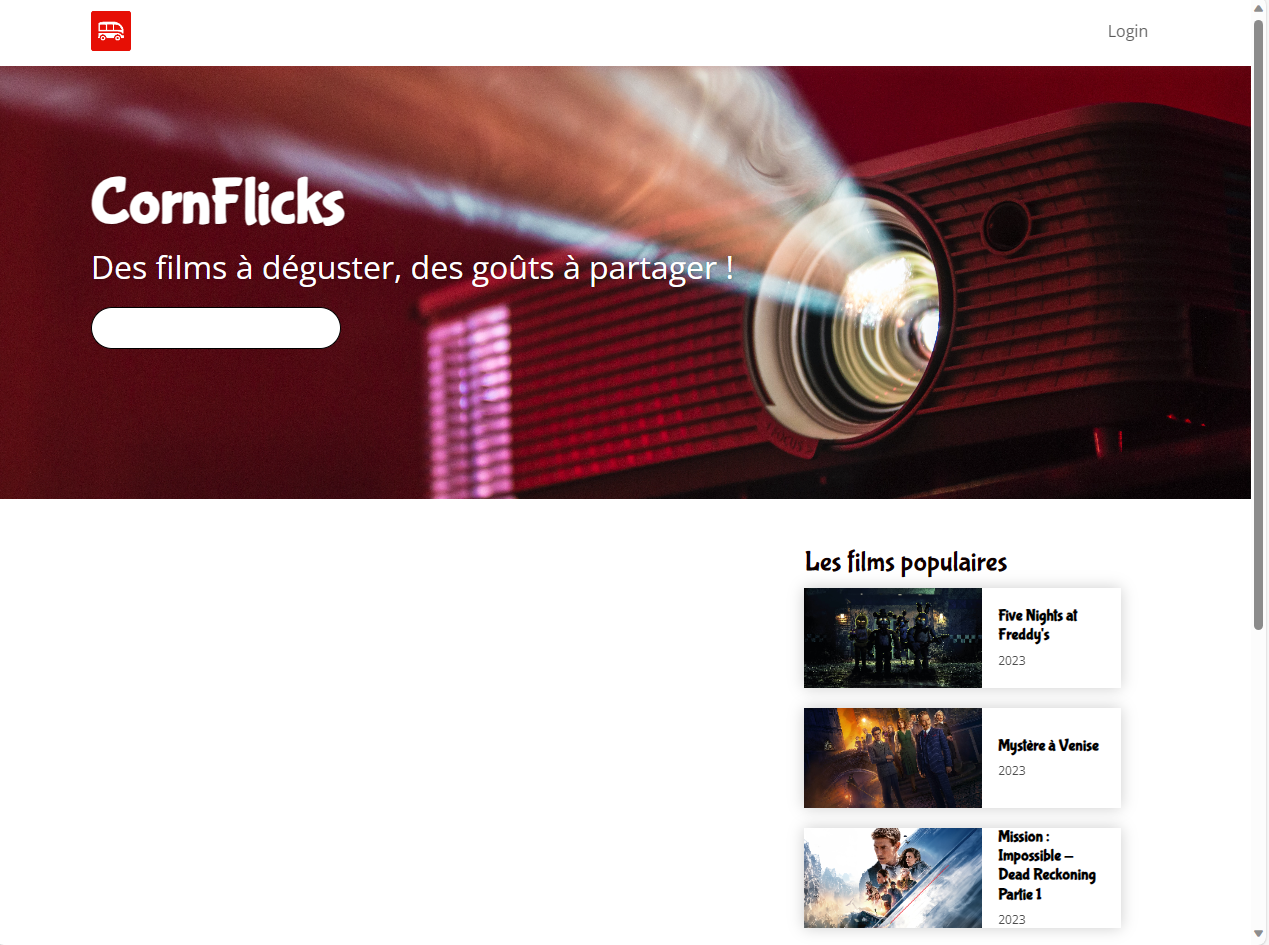 Login
CornFlicks
Des films à déguster, des goûts à partager !
Les films populaires
Five Nights at
Freddy's
2023
Mystère à Venise
2023
Mission :
Impossible –
Dead Reckoning
Partie 1
2023